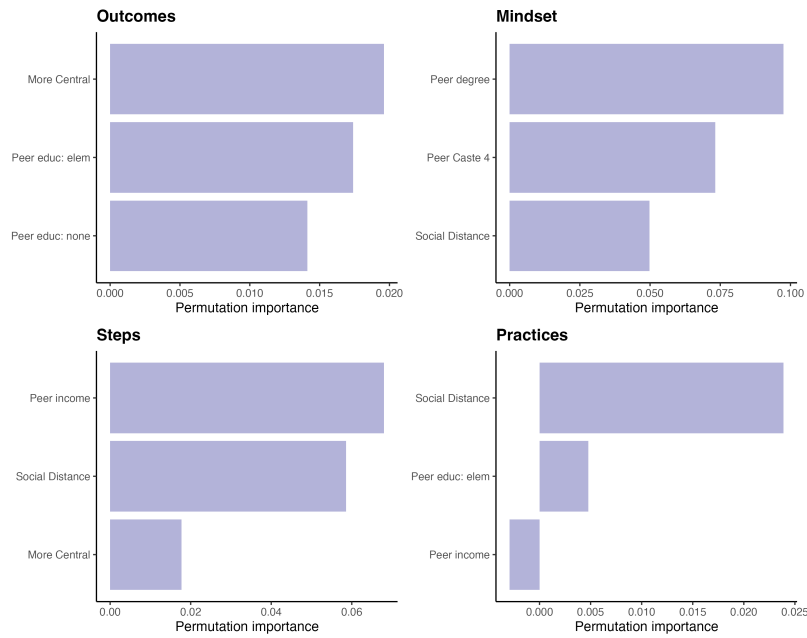 Outcomes
More Central
Peer educ: elem
Peer educ: none
0.000 0.005 0.010 0.015 0.020
Permutation importance
Mindset
Peer degree
Peer Caste 4
Social Distance
0.000 0.025 0.050 0.075 0.100
Permutation importance
Steps
Peer income
Social Distance
More Central
0.00 0.02 0.04 0.06
Permutation importance
Practices
Social Distance
Peer educ: elem
Peer income
0.000 0.005 0.010 0.015 0.020 0.025
Permutation importance